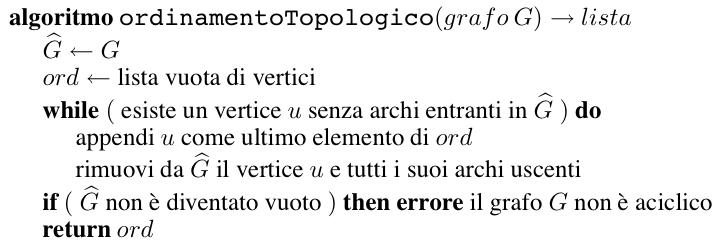 algoritmo ordinamentoTopologico(grafo G) → lista
Ĝ ← G
ord ← lista vuota di vertici
while ( esiste un vertice u senza archi entranti in Ĝ ) do
appendi u come ultimo elemento di ord
rimuovi da Ĝ il vertice u e tutti i suoi archi uscenti
if ( Ĝ non è diventato vuoto ) then errore il grafo G non è aciclico
return ord